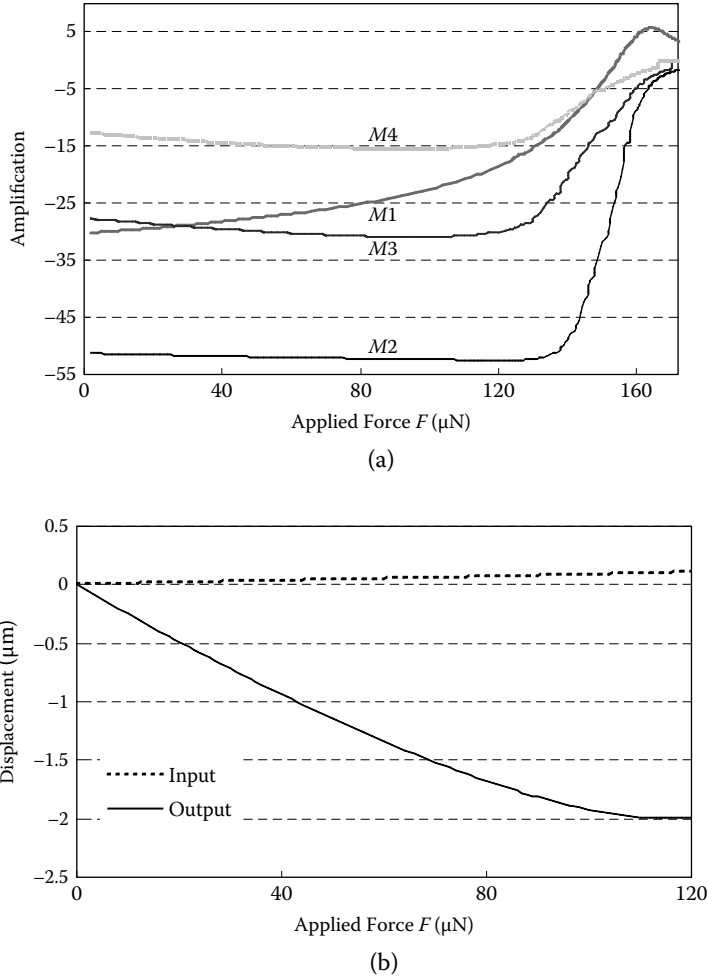 5
−5
−15
−25
−35
−45
−55
Amplification
M4
M1
M3
M2
0
40
80
120
160
Applied Force F (μN)
(a)
0.5
0
−0.5
−1
−1.5
−2
−2.5
Displacement (μm)
Input
Output
0
40
80
120
Applied Force F (μN)
(b)